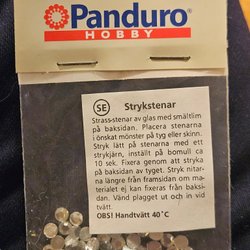 Panduro
HOBBY
SE
Strykstenar
Strass-stenar av glas med smältlim
på baksidan. Placera stenarna
i önskat mönster på tyg eller skinn.
Stryk lätt på stenarna med ett
strykjärn, inställt på bomull ca
10 sek. Fixera genom att stryka
på baksidan av tyget. Stryk nitar-
na längre från framsidan om ma-
terialet ej kan fixeras från baksi-
dan. Vänd plagget ut och in vid
tvätt.
OBS! Handtvätt 40°C